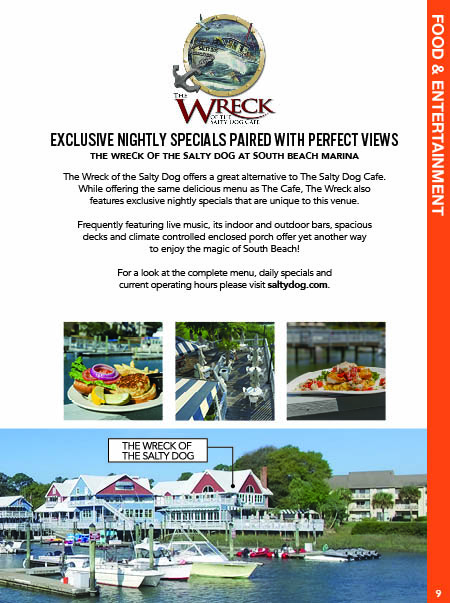 THE
WRECK
OF THE
SALTY DOG CAFE
EXCLUSIVE NIGHTLY SPECIALS PAIRED WITH PERFECT VIEWS
THE WRECK OF THE SALTY DOG AT SOUTH BEACH MARINA
The Wreck of the Salty Dog offers a great alternative to The Salty Dog Cafe.
While offering the same delicious menu as The Cafe, The Wreck also
features exclusive nightly specials that are unique to this venue.
Frequently featuring live music, its indoor and outdoor bars, spacious
decks and climate controlled enclosed porch offer yet another way
to enjoy the magic of South Beach!
For a look at the complete menu, daily specials and
current operating hours please visit saltydog.com.
THE WRECK OF
THE SALTY DOG
FOOD & ENTERTAINMENT
9